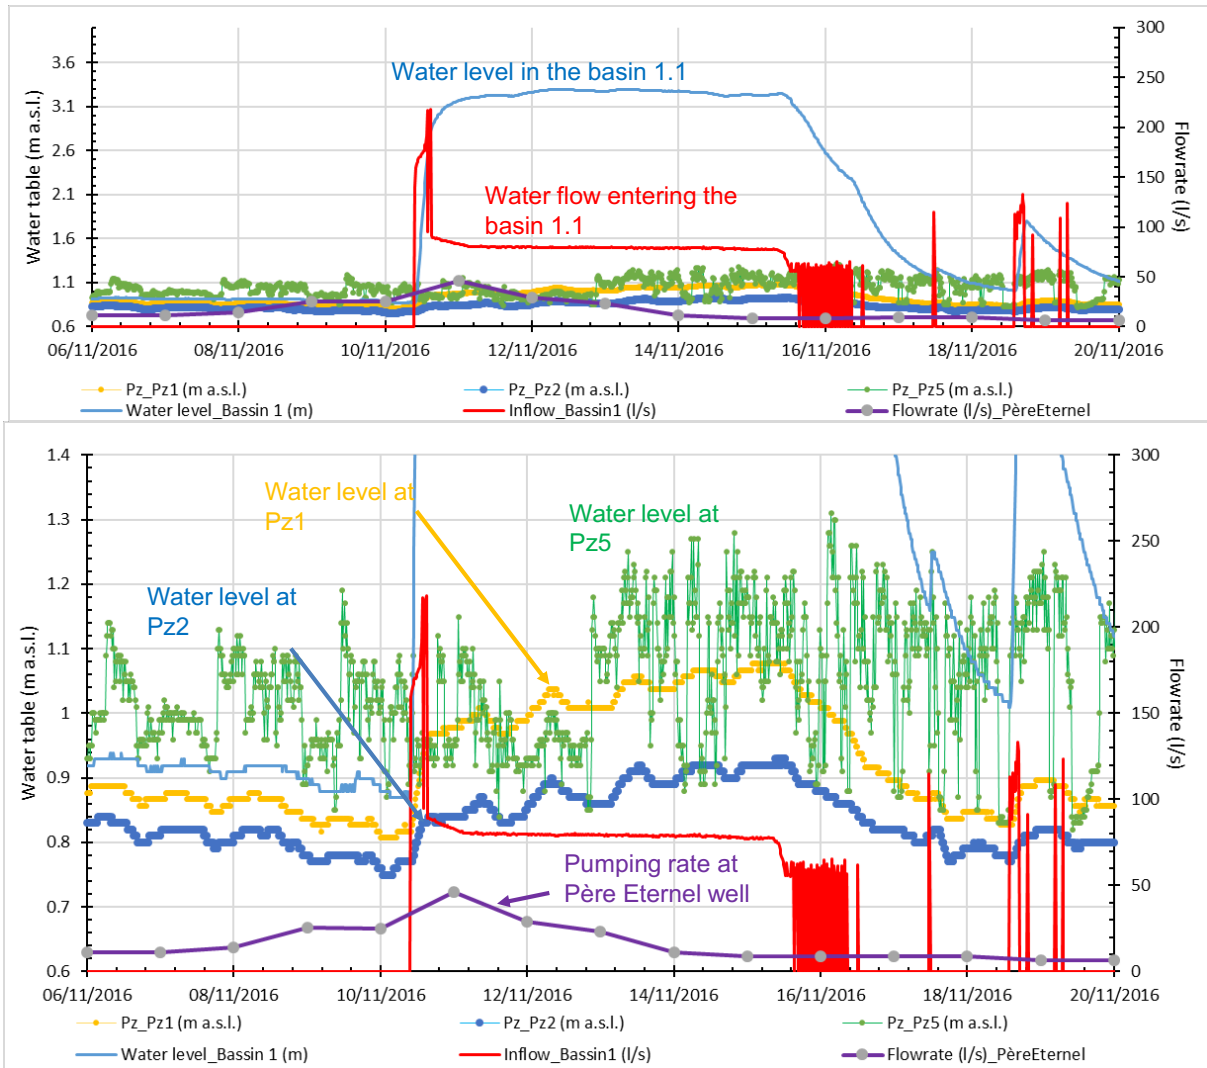 Water table (m a.s.l.)
3.6
3.1
2.6
2.1
1.6
1.1
0.6
300
250
200
150
100
50
0
Flowrate (l/s)
Water level in the basin 1.1
Water flow entering the
basin 1.1
06/11/2016 08/11/2016 10/11/2016 12/11/2016 14/11/2016 16/11/2016 18/11/2016 20/11/2016
Pz_Pz1 (m a.s.l.) Pz_Pz2 (m a.s.l.) Pz_Pz5 (m a.s.l.)
Water level_Bassin 1 (m) Inflow_Bassin1 (l/s) Flowrate (l/s)_PèreEternel
Water table (m a.s.l.)
1.4
1.3
1.2
1.1
1
0.9
0.8
0.7
0.6
300
250
200
150
100
50
0
Flowrate (l/s)
Water level at
Pz1
Water level at
Pz5
Water level at
Pz2
Pumping rate at
Père Eternel well
06/11/2016 08/11/2016 10/11/2016 12/11/2016 14/11/2016 16/11/2016 18/11/2016 20/11/2016
Pz_Pz1 (m a.s.l.) Pz_Pz2 (m a.s.l.) Pz_Pz5 (m a.s.l.)
Water level_Bassin 1 (m) Inflow_Bassin1 (l/s) Flowrate (l/s)_PèreEternel